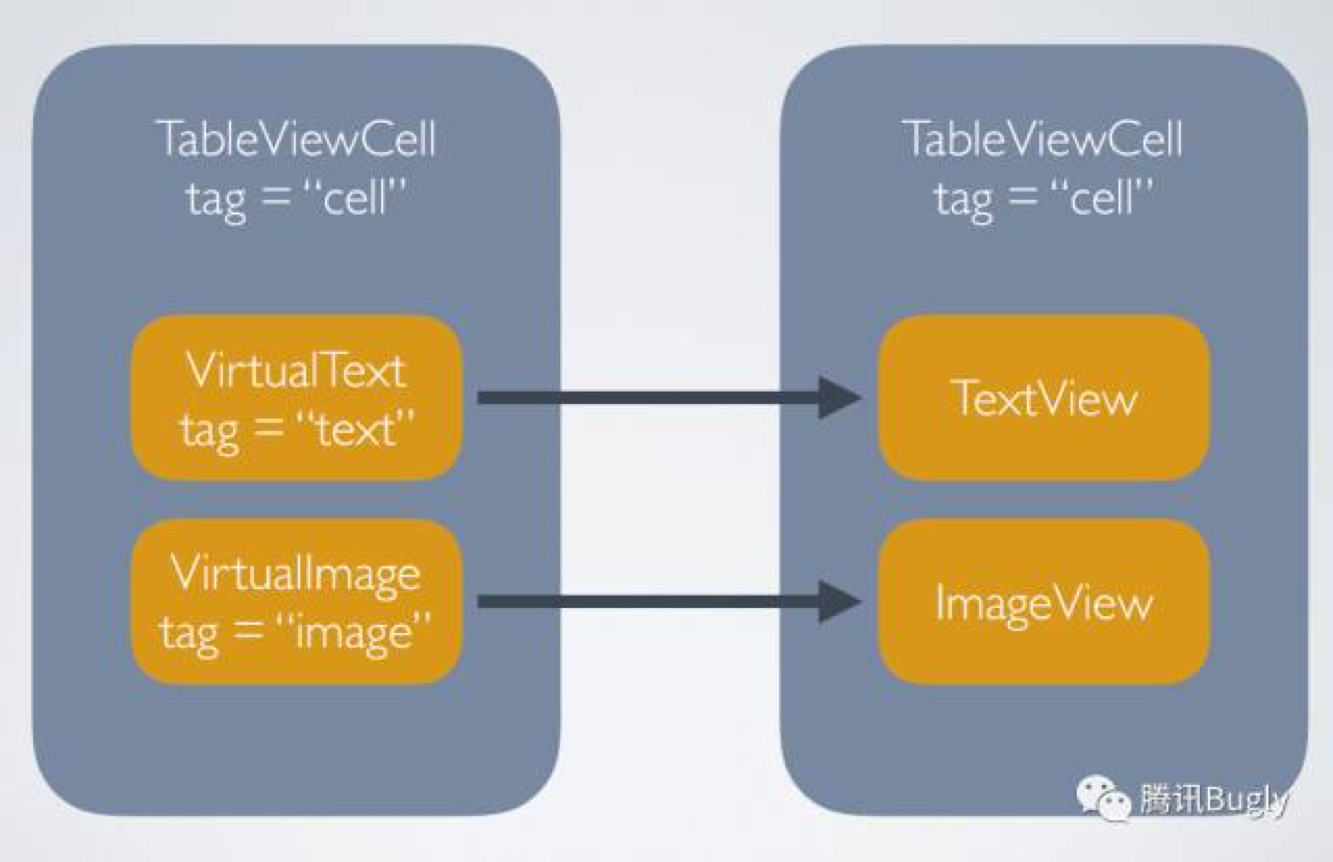 TableViewCell
tag = “cell”
VirtualText
tag = “text”
VirtualImage
tag = “image”
TableViewCell
tag = “cell”
TextView
ImageView
腾讯Bugly